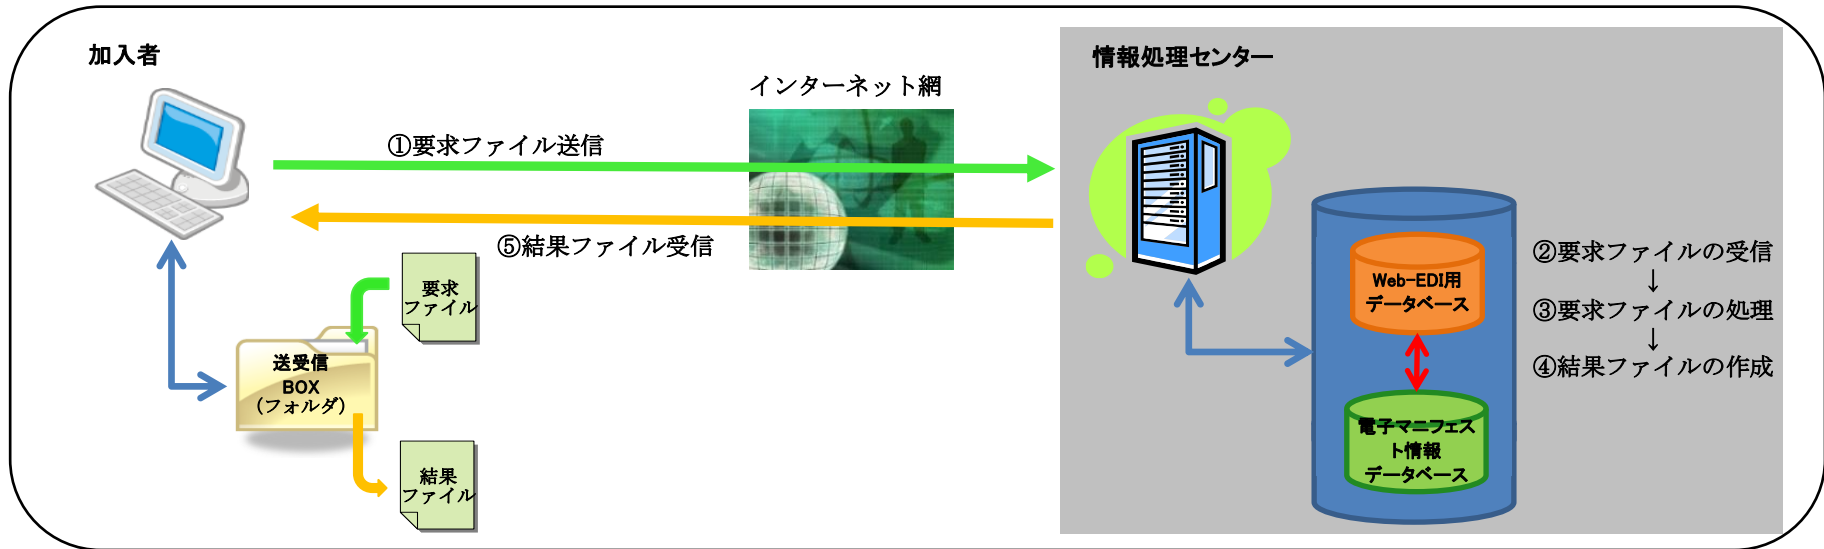 加入者
情報処理センター
インターネット網
①要求ファイル送信
⑤結果ファイル受信
要求
ファイル
送受信
BOX
(フォルダ)
結果
ファイル
Web-EDI用
データベース
電子マニフェス
ト情報
データベース
②要求ファイルの受信
↓
③要求ファイルの処理
↓
④結果ファイルの作成